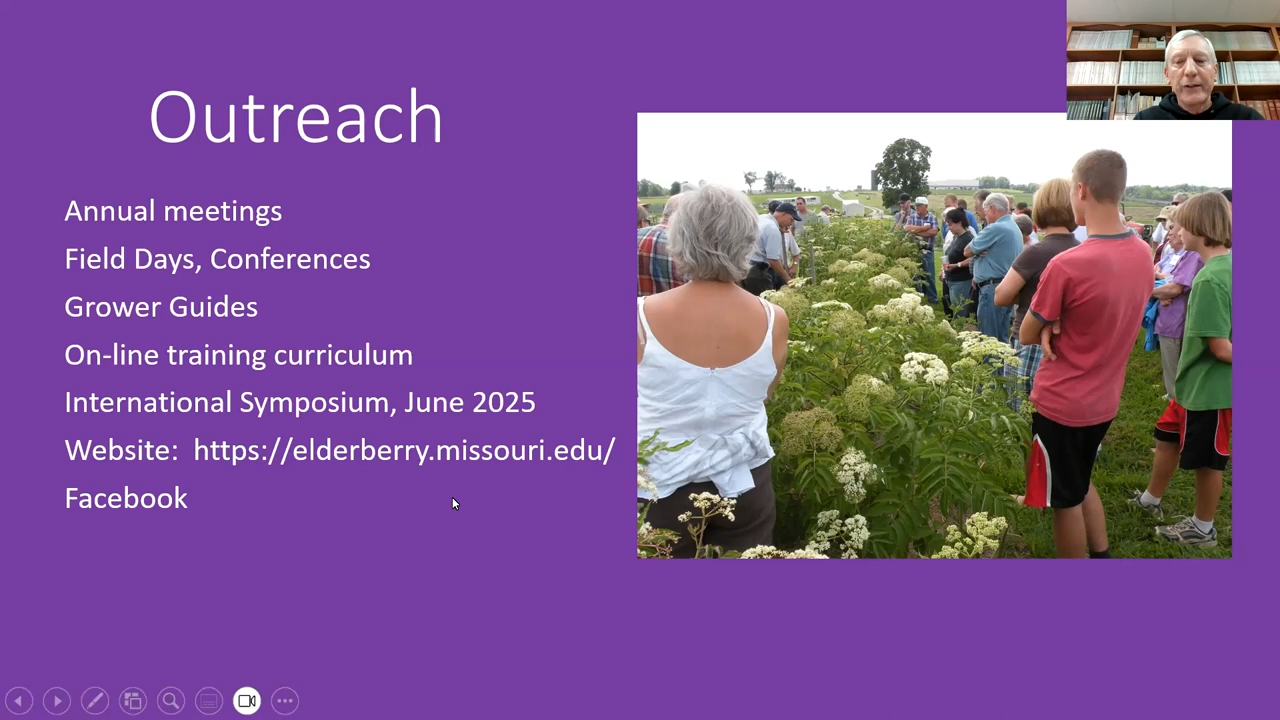 Outreach
Annual meetings
Field Days, Conferences
Grower Guides
On-line training curriculum
International Symposium, June 2025
Website:  https://elderberry.missouri.edu/
Facebook